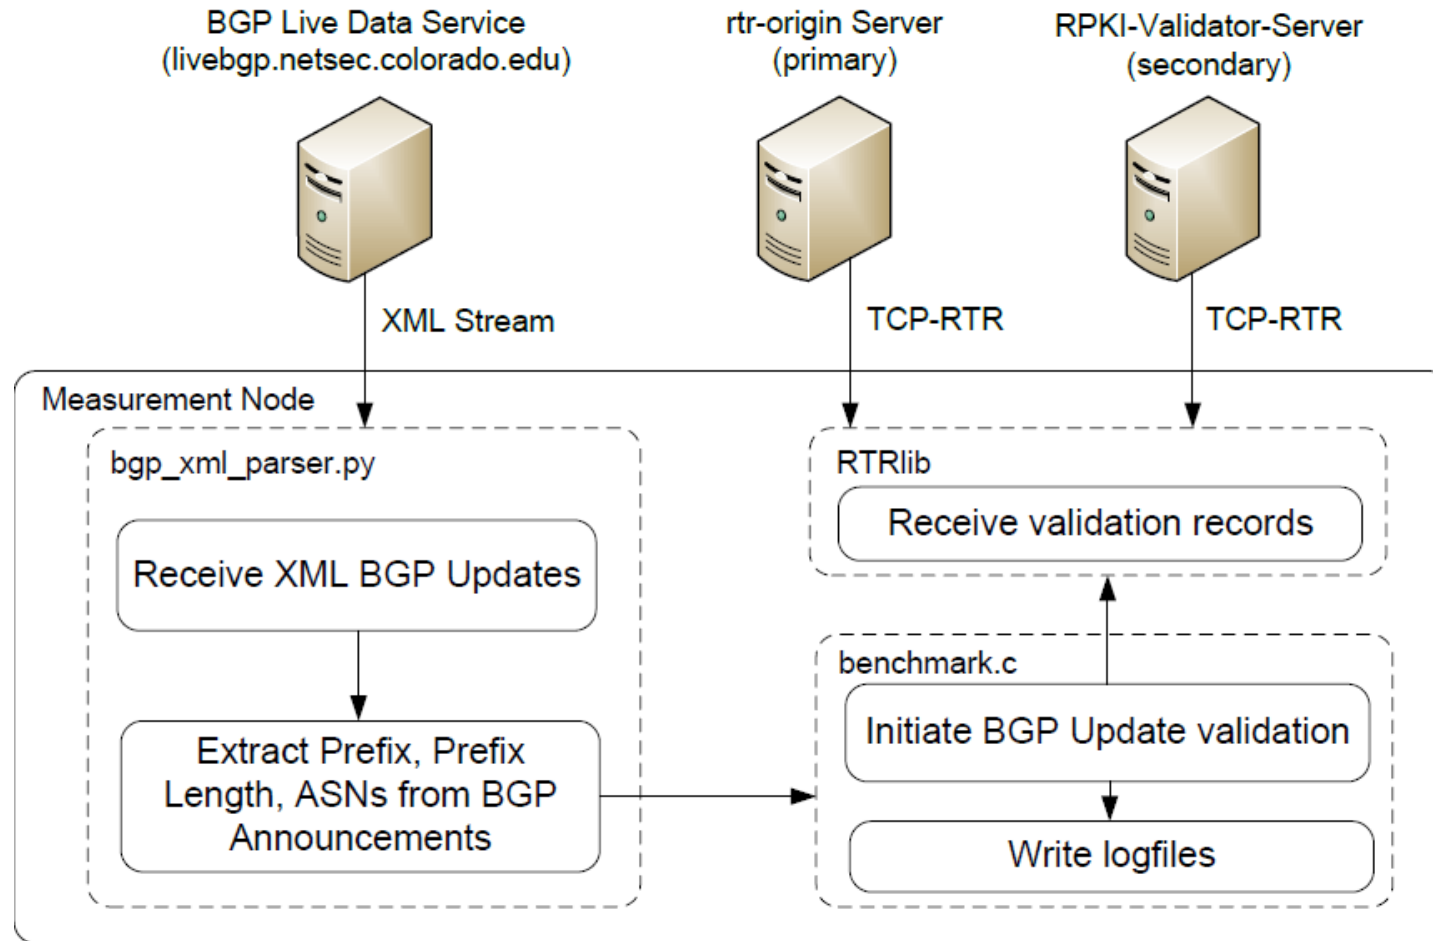 BGP Live Data Service
(livebgp.netsec.colorado.edu)
rtr-origin Server
(primary)
RPKI-Validator-Server
(secondary)
XML Stream
TCP-RTR
TCP-RTR
Measurement Node
bgp_xml_parser.py
Receive XML BGP Updates
Extract Prefix, Prefix
Length, ASNs from BGP
Announcements
RTRlib
Receive validation records
benchmark.c
Initiate BGP Update validation
Write logfiles